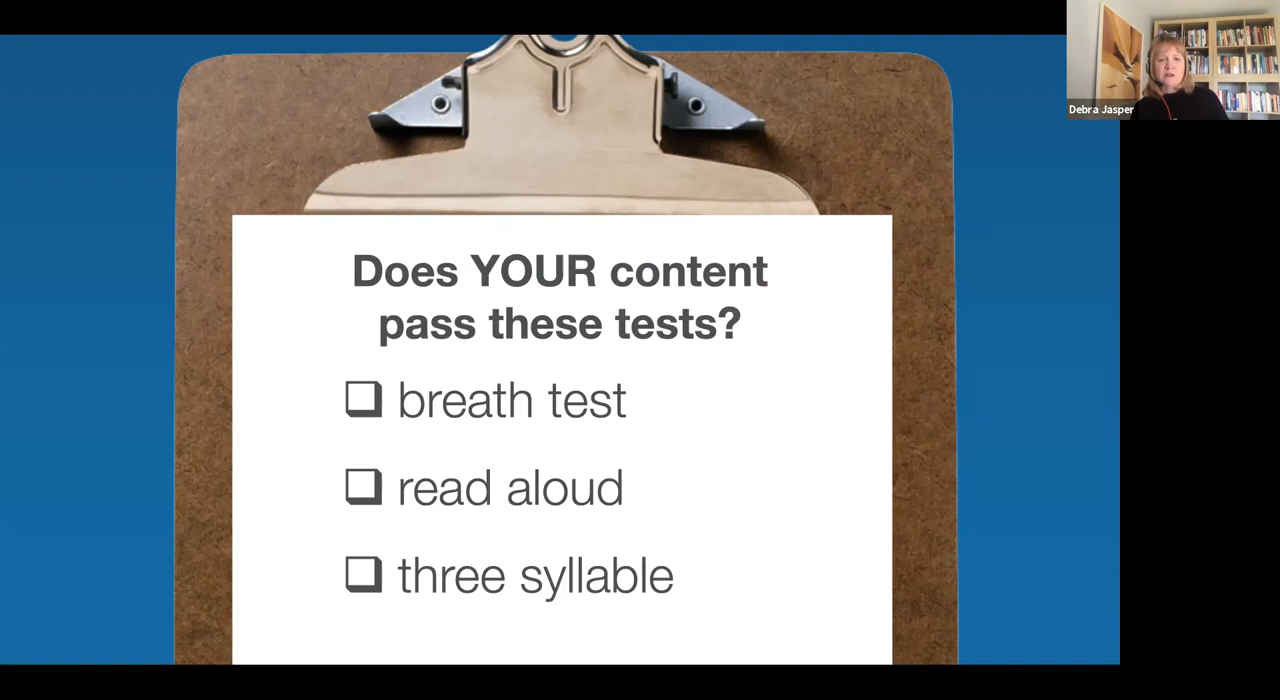 Does YOUR content
pass these tests?
breath test
read aloud
three syllable
Debra Jasper